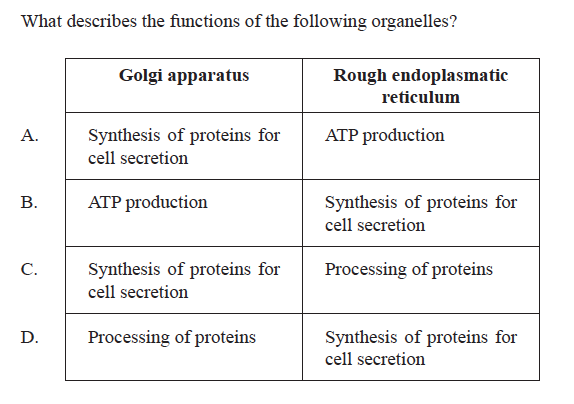 What describes the functions of the following organelles?
Golgi apparatus
Rough endoplasmatic
reticulum
A.
Synthesis of proteins for
cell secretion
ATP production
B.
ATP production
Synthesis of proteins for
cell secretion
C.
Synthesis of proteins for
cell secretion
Processing of proteins
D.
Processing of proteins
Synthesis of proteins for
cell secretion